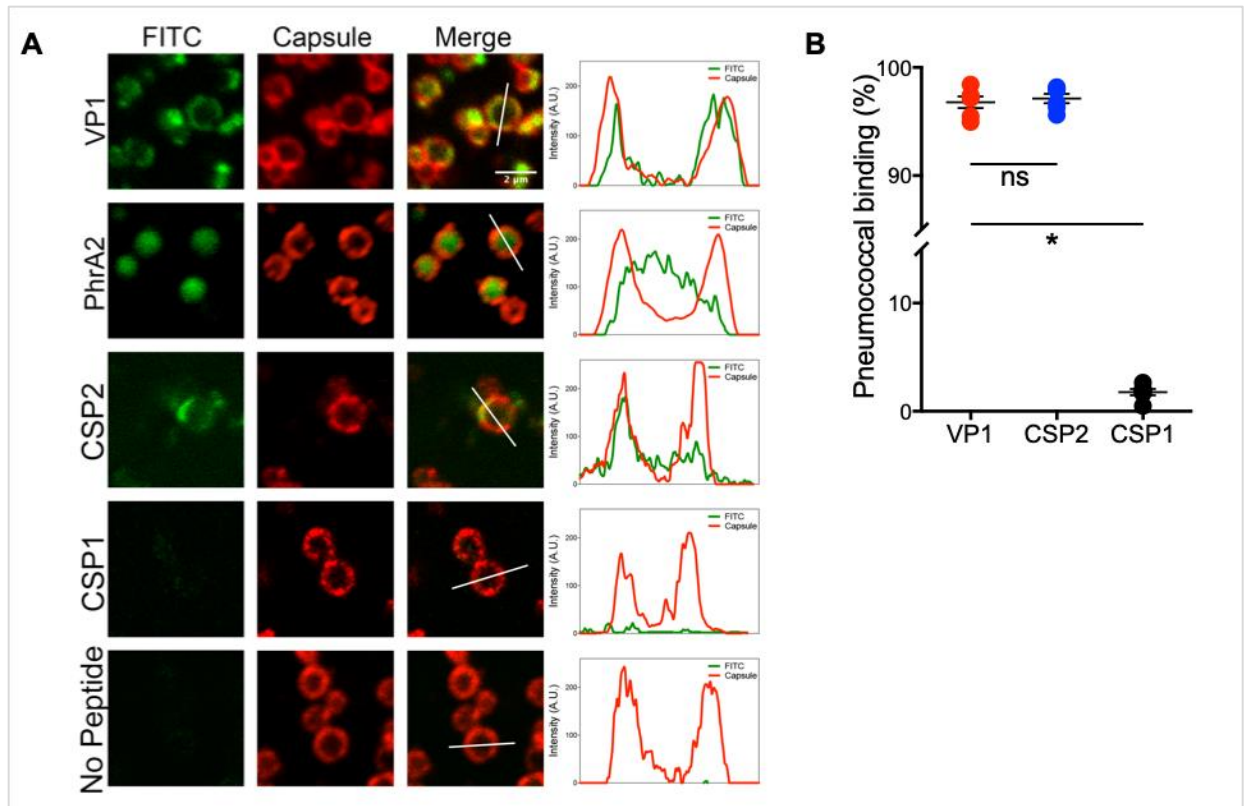 A
FITC Capsule Merge
VP1
2 μm
Intensity (A.U.)
200
100
0
FITC
Capsule
PhrA2
Intensity (A.U.)
200
100
0
FITC
Capsule
CSP2
Intensity (A.U.)
200
100
0
FITC
Capsule
CSP1
Intensity (A.U.)
200
100
0
FITC
Capsule
No Peptide
Intensity (A.U.)
200
100
0
FITC
Capsule
B
Pneumococcal binding (%)
100
90
10
0
ns
*
VP1 CSP2 CSP1